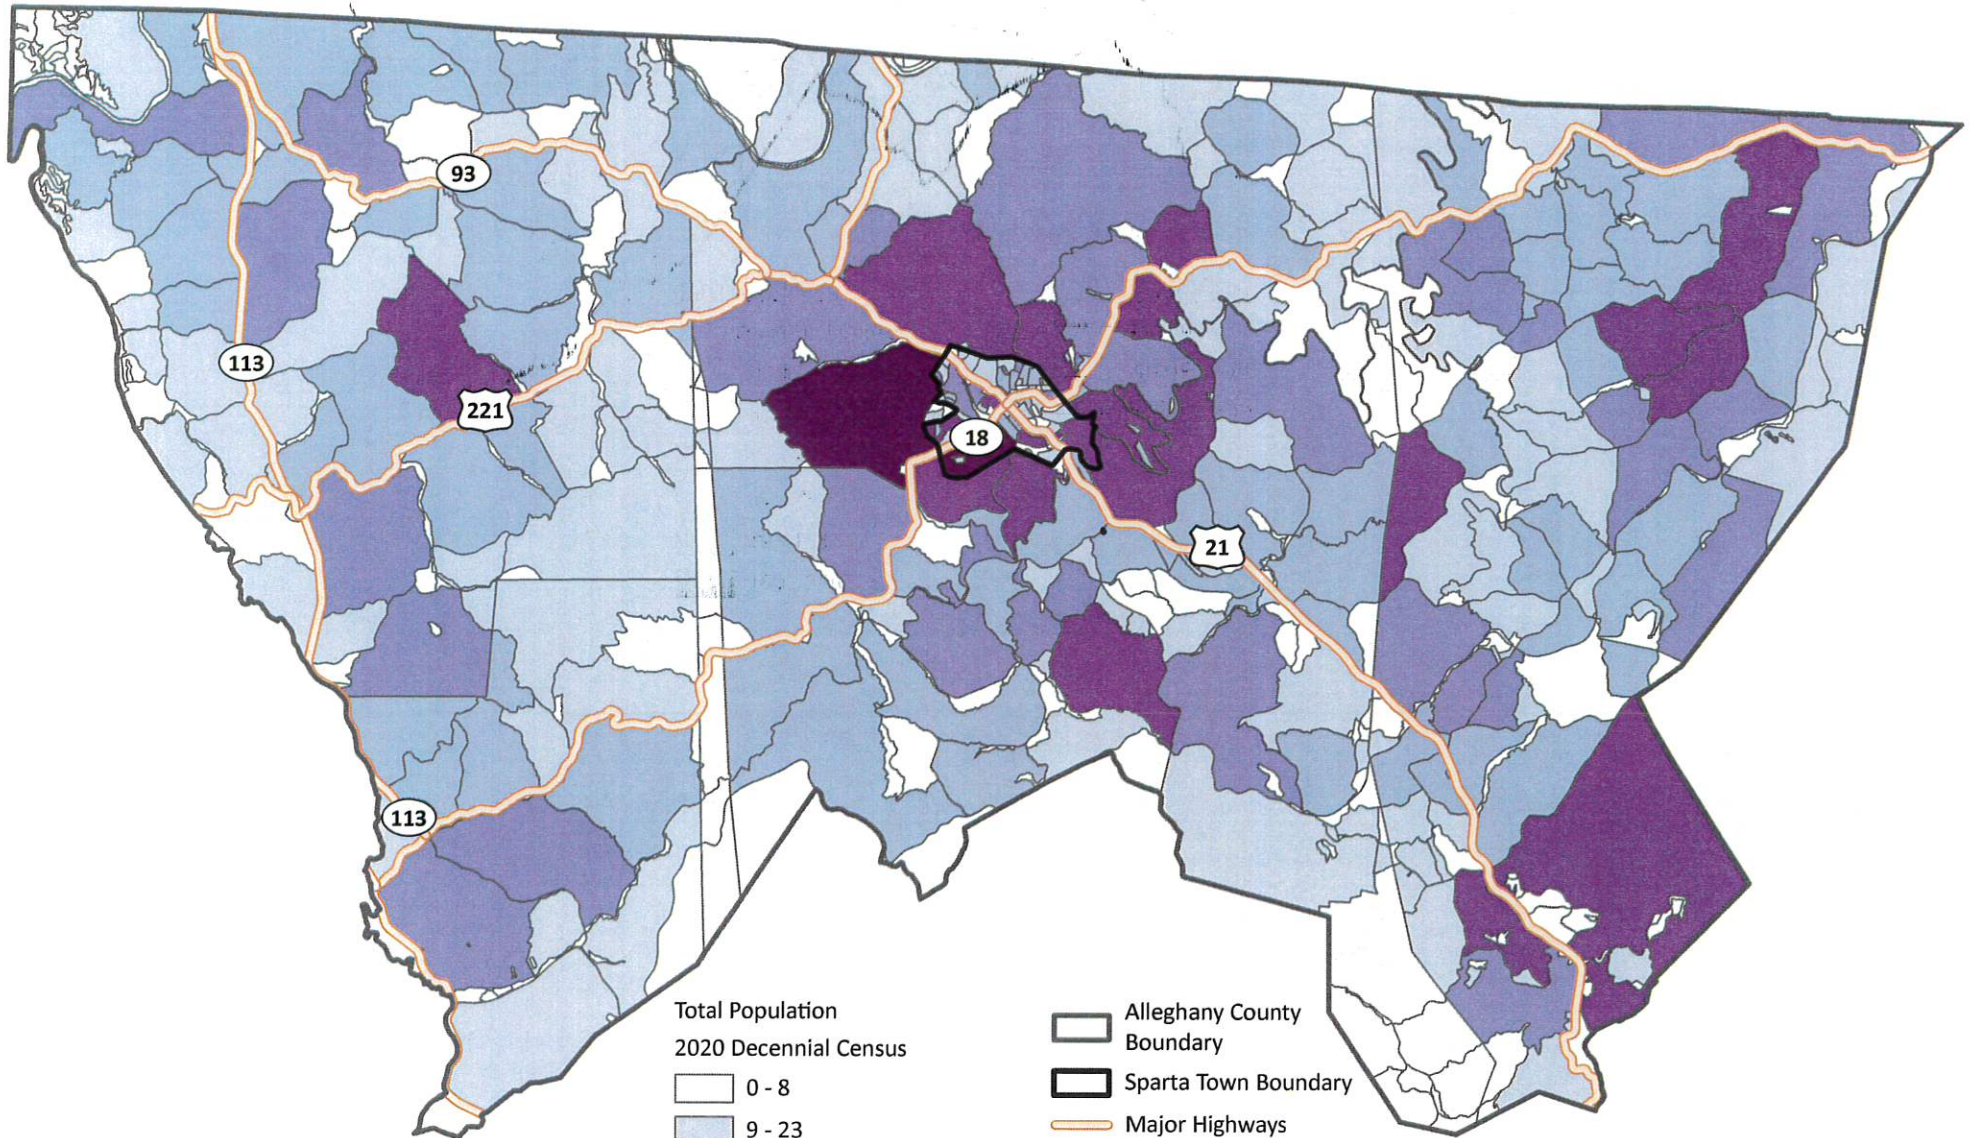 93
113
221
18
21
113
Total Population
2020 Decennial Census
0 - 8
9 - 23
Alleghany County
Boundary
Sparta Town Boundary
Major Highways